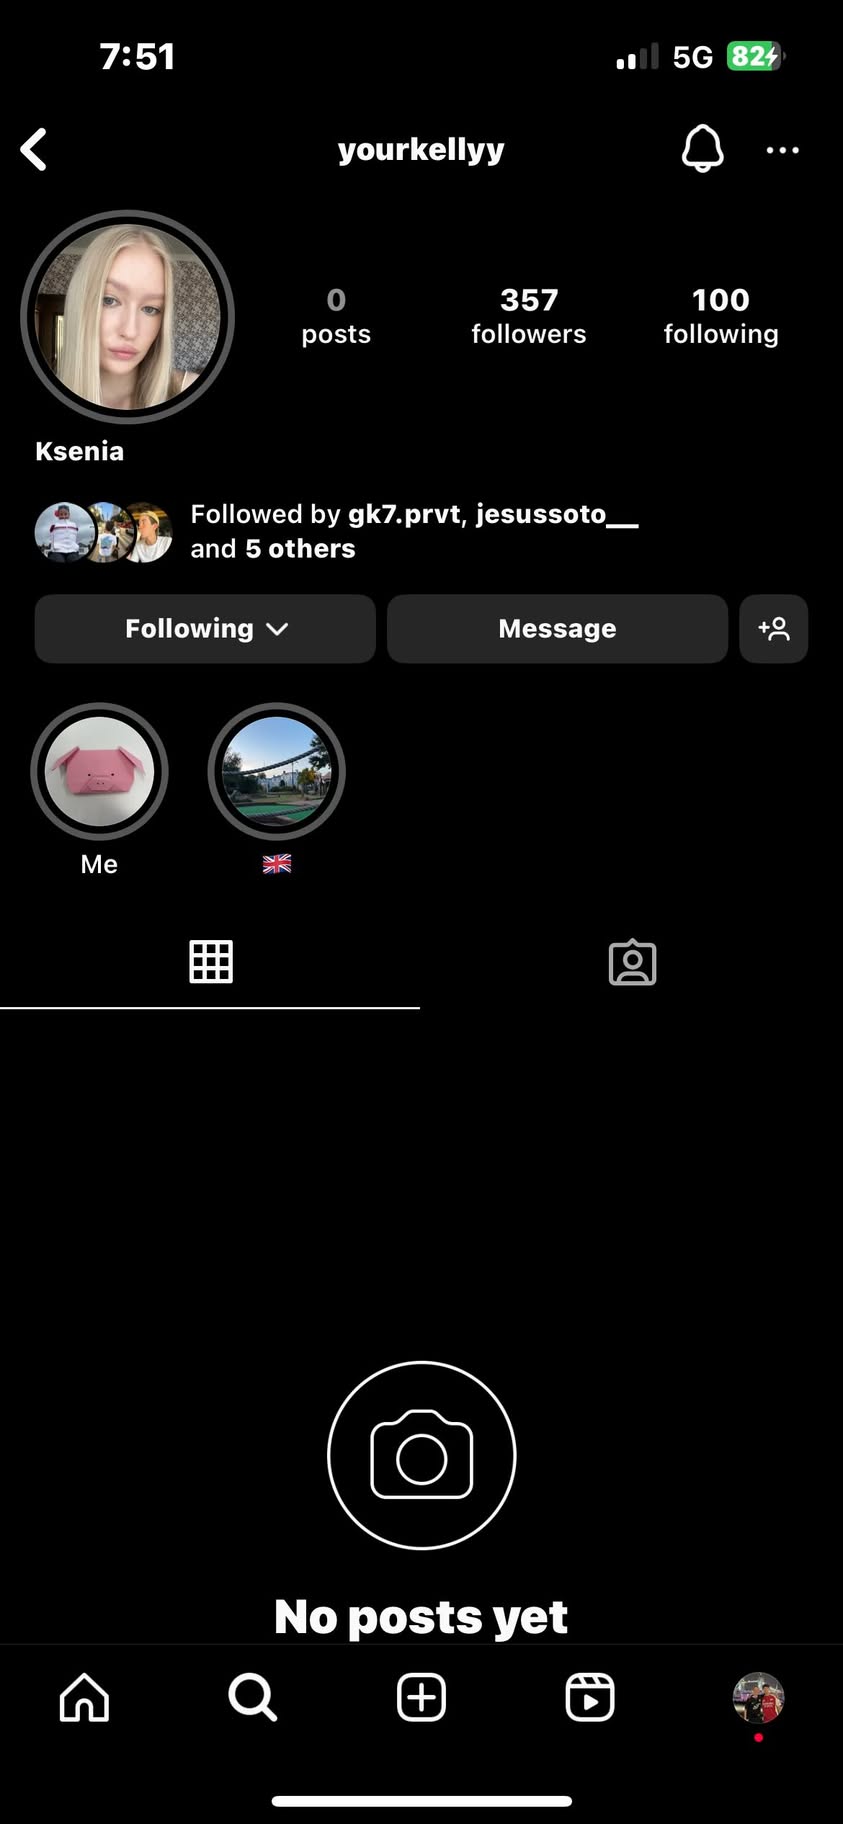 7:51
5G
82
yourkellyy
0
posts
357
followers
100
following
Ksenia
Followed by gk7.prvt, jesussoto__
and 5 others
Following
Message
Me
🇬🇧
No posts yet